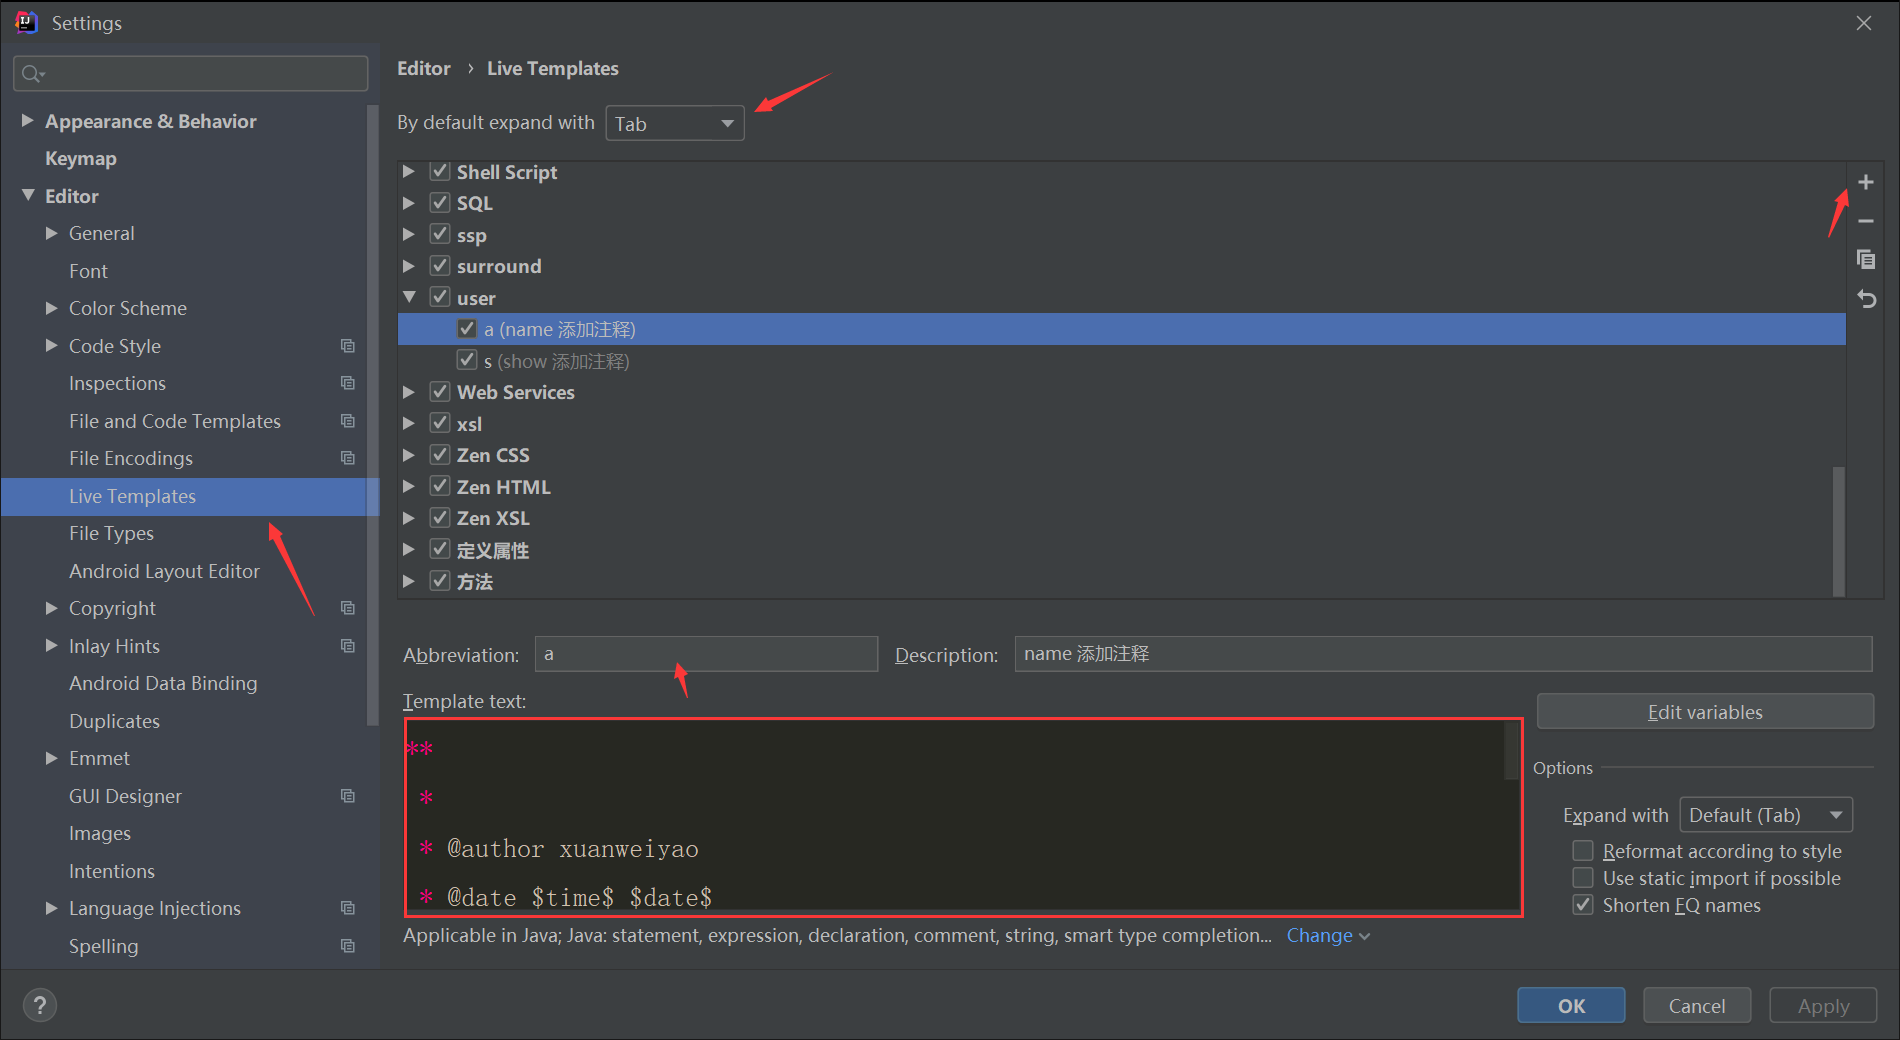 Settings
Appearance & Behavior
Keymap
Editor
General
Font
Color Scheme
Code Style
Inspections
File and Code Templates
File Encodings
Live Templates
File Types
Android Layout Editor
Copyright
Inlay Hints
Android Data Binding
Duplicates
Emmet
GUI Designer
Images
Intentions
Language Injections
Spelling
Editor › Live Templates
By default expand with Tab
Shell Script
SQL
ssp
surround
user
a (name 添加注释)
s (show 添加注释)
Web Services
xsl
Zen CSS
Zen HTML
Zen XSL
定义属性
方法
Abbreviation: a Description: name 添加注释
Template text:
**
*
* @author xuanweiyao
* @date $time$ $date$
Edit variables
Options
Expand with Default (Tab)
Reformat according to style
Use static import if possible
Shorten FQ names
Applicable in Java; Java: statement, expression, declaration, comment, string, smart type completion... Change
? OK Cancel Apply